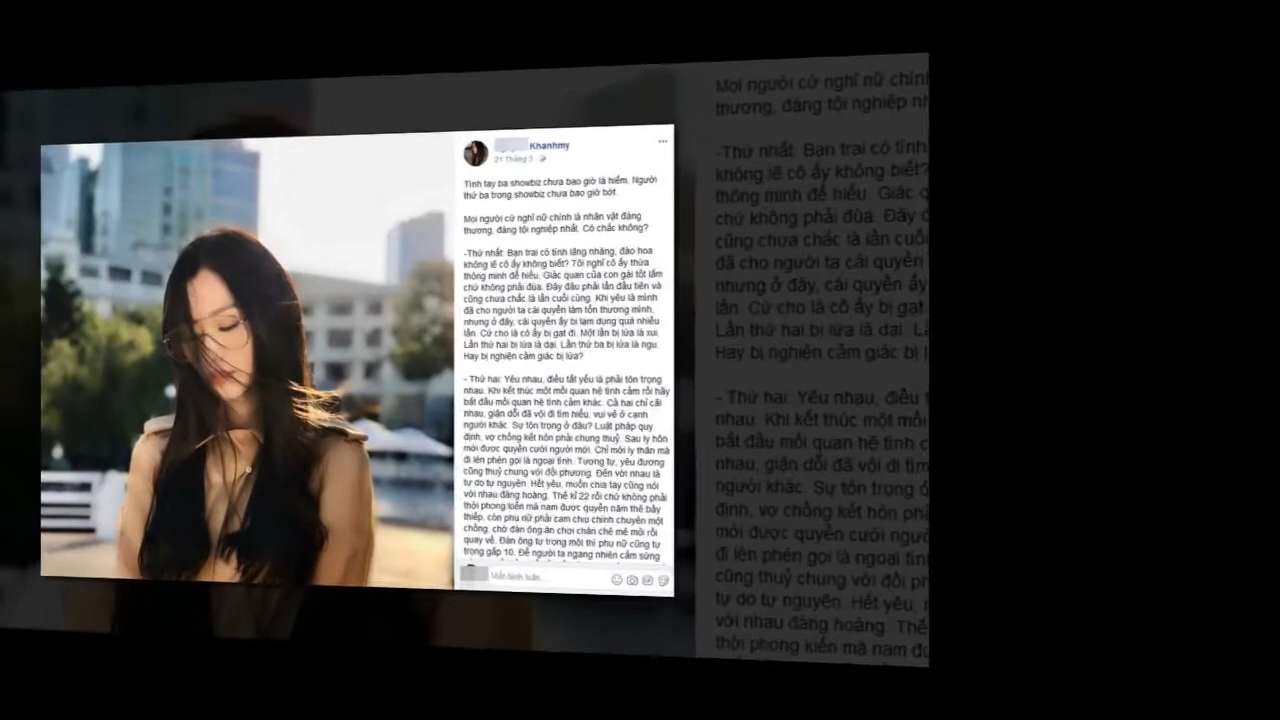 Khanhmy
21 Tháng 5
Tình tay ba showbiz chưa bao giờ là hiếm. Người
thứ ba trong showbiz chưa bao giờ bớt.
Mọi người cứ nghĩ nữ chính là nhân vật đáng
thương, đáng tội nghiệp nhất. Có chắc không?
-Thứ nhất: Bạn trai có tính lăng nhăng, đào hoa
không lẽ cô ấy không biết? Tôi nghĩ cô ấy thừa
thông minh để hiểu. Giác quan của con gái tốt lắm
chứ không phải đùa. Đây đâu phải lần đầu tiên và
cũng chưa chắc là lần cuối cùng. Khi yêu là mình
đã cho người ta cái quyền làm tổn thương mình,
nhưng ở đây, cái quyền ấy bị lạm dụng quá nhiều
lần. Cứ cho là cô ấy bị gạt đi. Một lần bị lừa là xui.
Lần thứ hai bị lừa là dại. Lần thứ ba bị lừa là ngu.
Hay bị nghiện cảm giác bị lừa?
- Thứ hai: Yêu nhau, điều tất yếu là phải tôn trọng
nhau. Khi kết thúc một mối quan hệ tình cảm rồi hãy
bắt đầu mối quan hệ tình cảm khác. Cả hai chỉ cãi
nhau, giận dỗi đã vội đi tìm hiểu, vui vẻ ở cạnh
người khác. Sự tôn trọng ở đâu? Luật pháp quy
định, vợ chồng kết hôn phải chung thuỷ. Sau ly hôn
mới được quyền cưới người mới. Chỉ mới ly thân mà
đi lén phén gọi là ngoại tình. Tương tự, yêu đương
cũng thuỷ chung với đối phương. Đến với nhau là
tự do tự nguyện. Hết yêu, muốn chia tay cũng nói
với nhau đàng hoàng. Thế kỉ 22 rồi chứ không phải
thời phong kiến mà nam được quyền năm thê bảy
thiếp, còn phụ nữ phải cam chịu chính chuyên một
chồng, chờ đàn ông ăn chơi chán chê mê mỏi rồi
quay về. Đàn ông tự trọng một thì phụ nữ cũng tự
trọng gấp 10. Để người ta ngang nhiên cắm sừng
Viết bình luận...
Mọi người cứ nghĩ nữ chính
thương, đáng tội nghiệp nh
-Thứ nhất: Bạn trai có tính
không lẽ cô ấy không biết?
thông minh để hiểu. Giác q
chứ không phải đùa. Đây đ
cũng chưa chắc là lần cuối
đã cho người ta cái quyền
nhưng ở đây, cái quyền ấy
lần. Cứ cho là cô ấy bị gạt
Lần thứ hai bị lừa là dại. Lầ
Hay bị nghiện cảm giác bị l
- Thứ hai: Yêu nhau, điều t
nhau. Khi kết thúc một mối
bắt đầu mối quan hệ tình c
nhau, giận dỗi đã vội đi tìm
người khác. Sự tôn trọng ở
định, vợ chồng kết hôn phả
mới được quyền cưới ngườ
đi lén phén gọi là ngoại tìn
cũng thuỷ chung với đối ph
tự do tự nguyện. Hết yêu, m
với nhau đàng hoàng. Thế
thời phong kiến mà nam đư